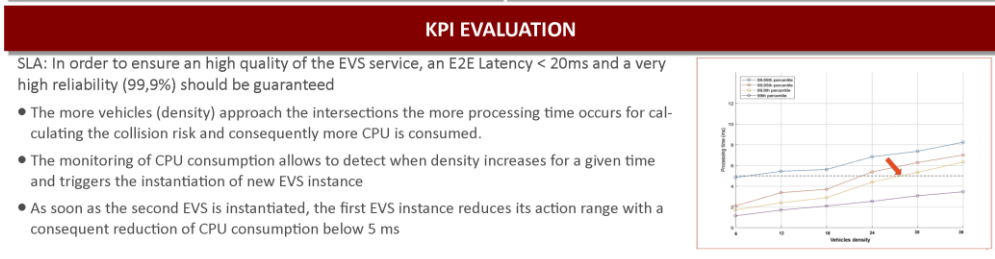 KPI EVALUATION
SLA: In order to ensure an high quality of the EVS service, an E2E Latency < 20ms and a very
high reliability (99,9%) should be guaranteed
● The more vehicles (density) approach the intersections the more processing time occurs for cal-
culating the collision risk and consequently more CPU is consumed.
● The monitoring of CPU consumption allows to detect when density increases for a given time
and triggers the instantiation of new EVS instance
● As soon as the second EVS is instantiated, the first EVS instance reduces its action range with a
consequent reduction of CPU consumption below 5 ms
99.99th percentile
99.95th percentile
99.9th percentile
99th percentile
Processing time (ms)
12
10
8
6
4
2
0
6
12
18
24
30
36
Vehicles density